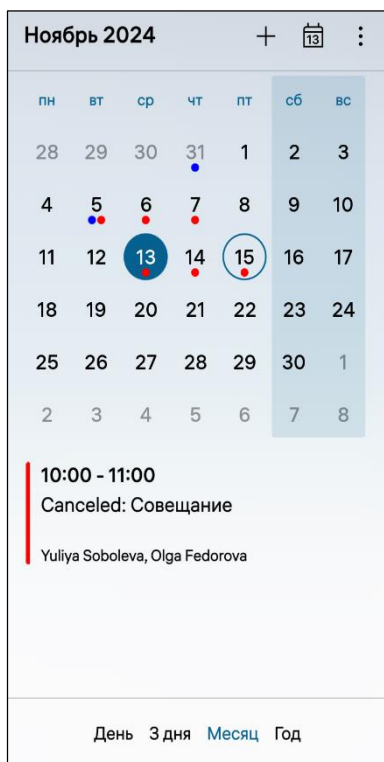 Ноябрь 2024 13
пн вт ср чт пт сб вс
28 29 30 31 1 2 3
4 5 6 7 8 9 10
11 12 13 14 15 16 17
18 19 20 21 22 23 24
25 26 27 28 29 30 1
2 3 4 5 6 7 8
10:00 - 11:00
Canceled: Совещание
Yuliya Soboleva, Olga Fedorova
День 3 дня Месяц Год